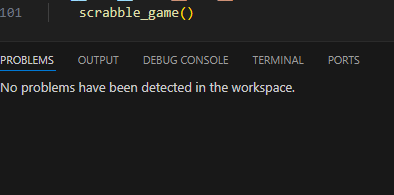 101 scrabble_game()
PROBLEMS OUTPUT DEBUG CONSOLE TERMINAL PORTS
No problems have been detected in the workspace.